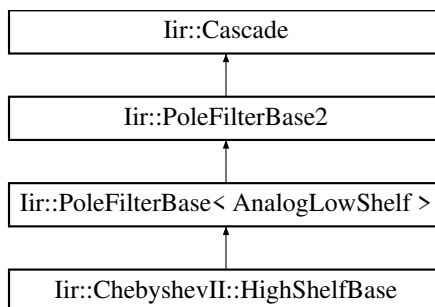 Iir::Cascade
Iir::PoleFilterBase2
Iir::PoleFilterBase< AnalogLowShelf >
Iir::ChebyshevII::HighShelfBase